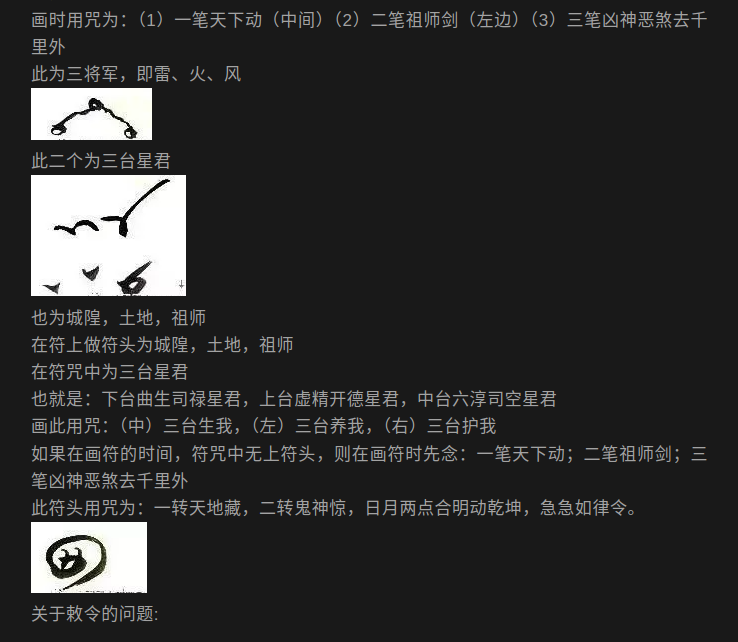 画时用咒为:（1）一笔天下动（中间）（2）二笔祖师剑（左边）（3）三笔凶神恶煞去千
里外
此为三将军，即雷、火、风
此二个为三台星君
也为城隍，土地，祖师
在符上做符头为城隍，土地，祖师
在符咒中为三台星君
也就是：下台曲生司禄星君，上台虚精开德星君，中台六淳司空星君
画此用咒：（中）三台生我，（左）三台养我，（右）三台护我
如果在画符的时间，符咒中无上符头，则在画符时先念：一笔天下动；二笔祖师剑；三
笔凶神恶煞去千里外
此符头用咒为：一转天地藏，二转鬼神惊，日月两点合明动乾坤，急急如律令。
关于敕令的问题: